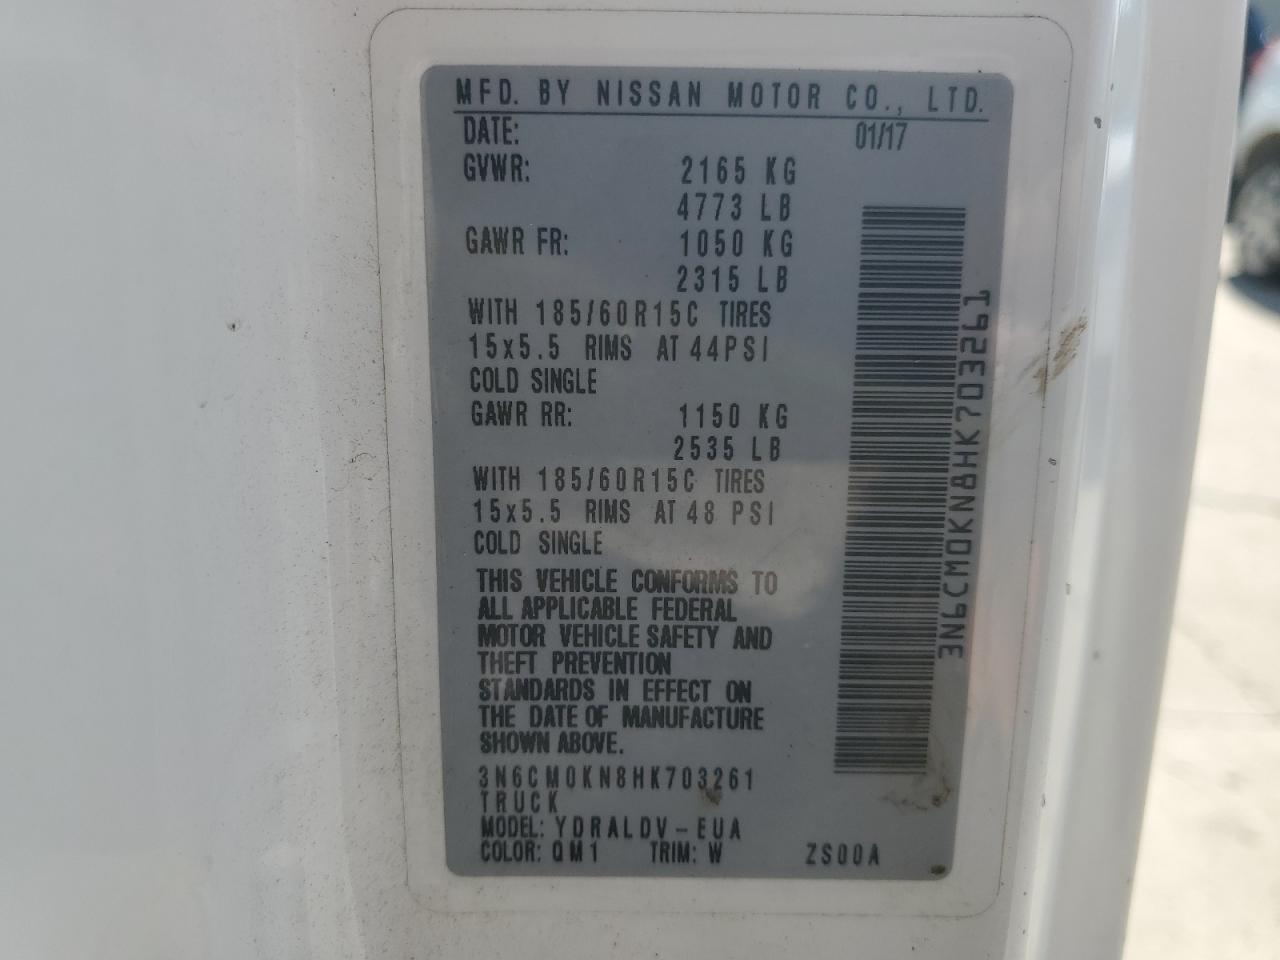 MFD. BY NISSAN MOTOR CO., LTD.
DATE: 01/17
GVWR: 2165 KG
4773 LB
GAWR FR: 1050 KG
2315 LB
WITH 185/60R15C TIRES
15x5.5 RIMS AT 44PSI
COLD SINGLE
GAWR RR: 1150 KG
2535 LB
WITH 185/60R15C TIRES
15x5.5 RIMS AT 48 PSI
COLD SINGLE
THIS VEHICLE CONFORMS TO
ALL APPLICABLE FEDERAL
MOTOR VEHICLE SAFETY AND
THEFT PREVENTION
STANDARDS IN EFFECT ON
THE DATE OF MANUFACTURE
SHOWN ABOVE.
3N6CM0KN8HK703261
TRUCK
MODEL: YDRALDV-EUA
COLOR: QM1 TRIM: W ZS00A
3N6CM0KN8HK703261